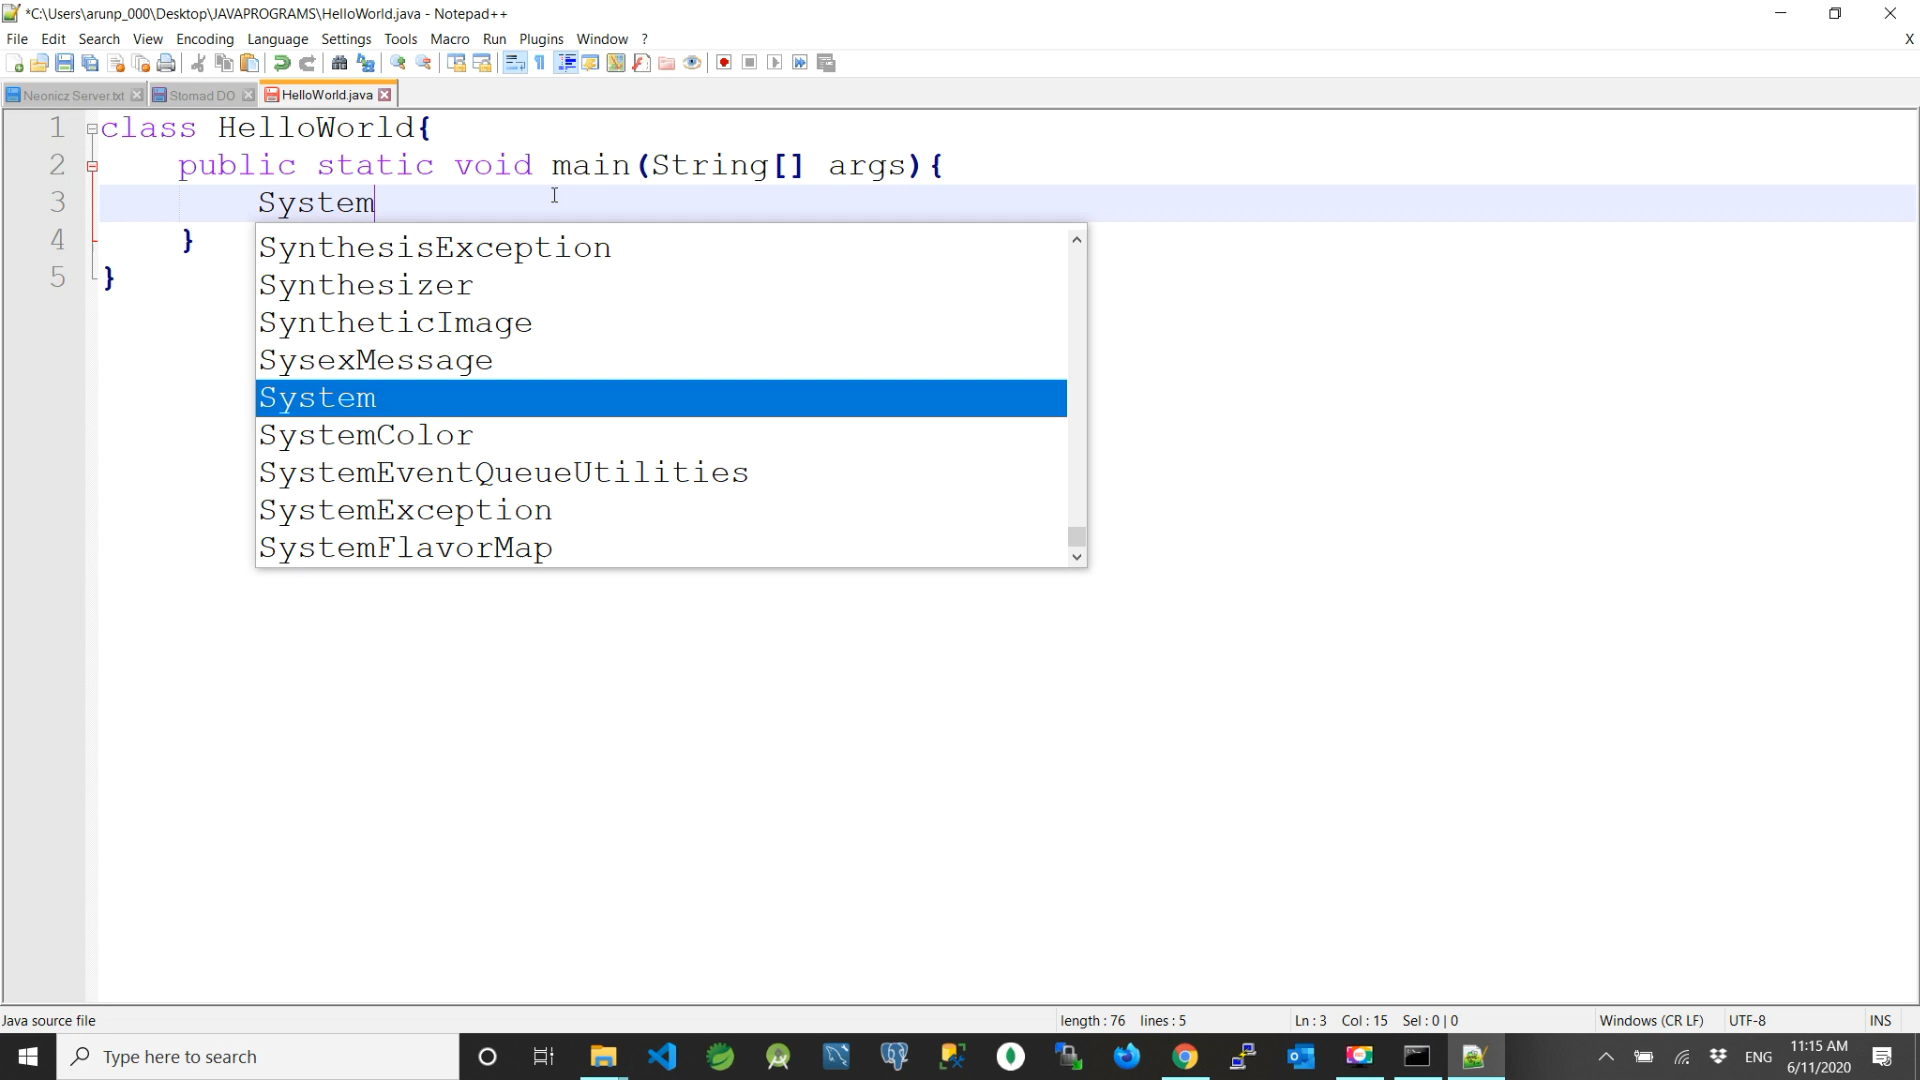 *C:\Users\arunp_000\Desktop\JAVAPROGRAMS\HelloWorld.java - Notepad++
File Edit Search View Encoding Language Settings Tools Macro Run Plugins Window ? X
Neonicz Server.txt Stomad DO HelloWorld.java
1 class HelloWorld{
2 public static void main(String[] args){
3 System
4 }
5 }
SynthesisException
Synthesizer
SyntheticImage
SysexMessage
System
SystemColor
SystemEventQueueUtilities
SystemException
SystemFlavorMap
Java source file length : 76 lines : 5 Ln : 3 Col : 15 Sel : 0 | 0 Windows (CR LF) UTF-8 INS
Type here to search ENG 11:15 AM
6/11/2020